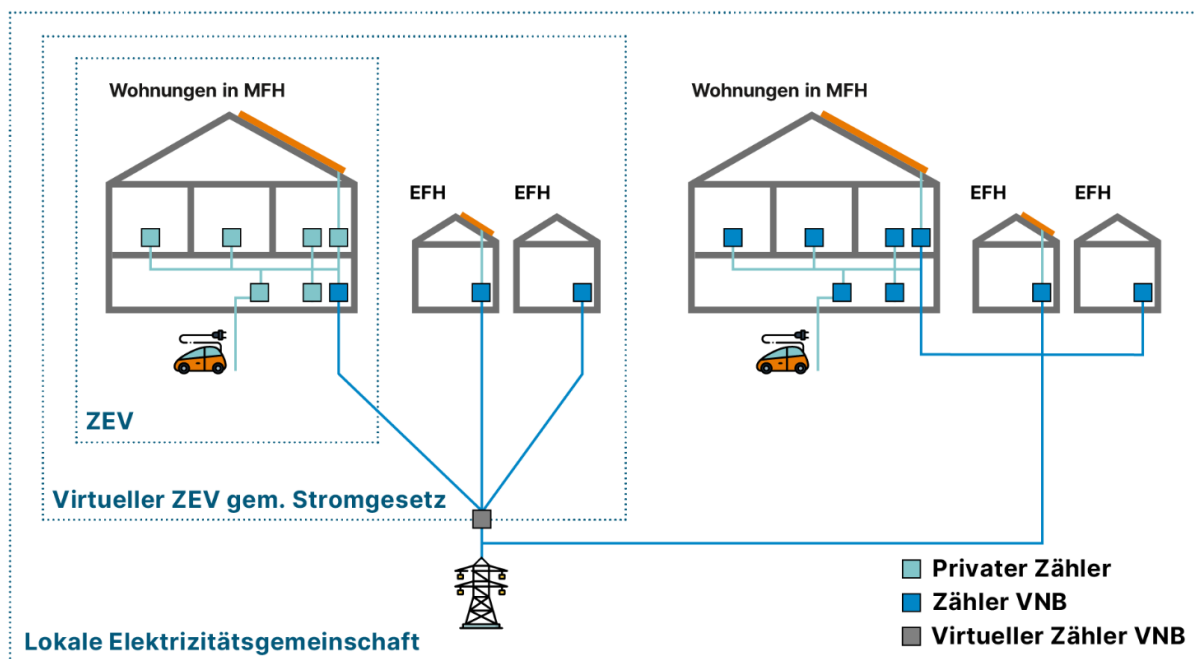 Wohnungen in MFH
EFH
EFH
ZEV
Virtueller ZEV gem. Stromgesetz
Wohnungen in MFH
EFH
EFH
Lokale Elektrizitätsgemeinschaft
Privater Zähler
Zähler VNB
Virtueller Zähler VNB